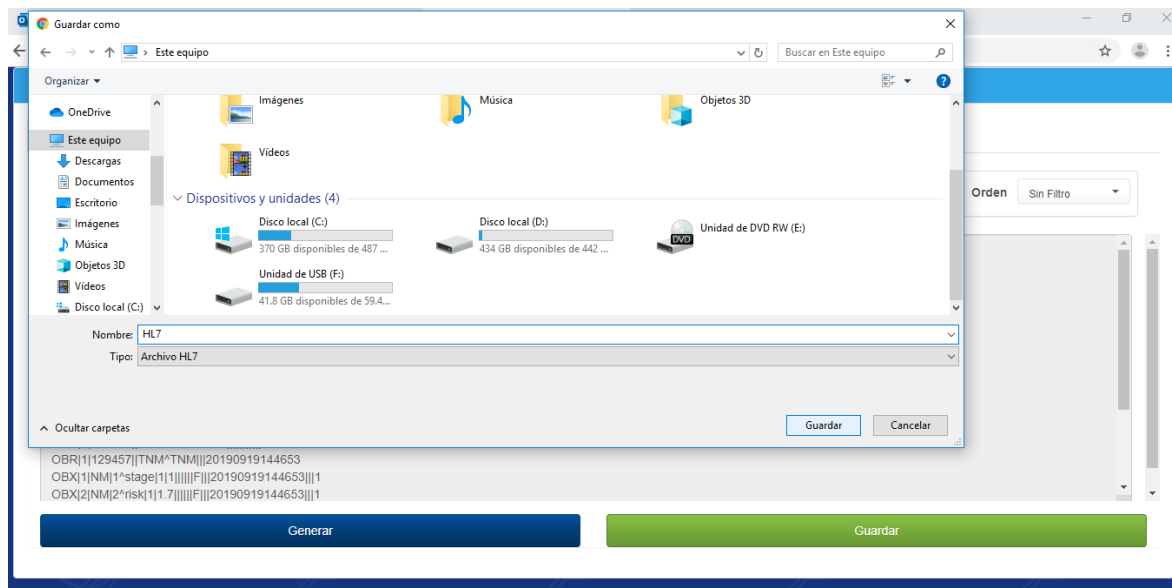 Guardar como
Este equipo
Buscar en Este equipo
Organizar
OneDrive
Este equipo
Descargas
Documentos
Escritorio
Imágenes
Música
Objetos 3D
Vídeos
Disco local (C:)
Imágenes
Música
Objetos 3D
Vídeos
Dispositivos y unidades (4)
Disco local (C:)
370 GB disponibles de 487 ...
Disco local (D:)
434 GB disponibles de 442 ...
DVD
Unidad de DVD RW (E:)
Unidad de USB (F:)
41.8 GB disponibles de 59.4...
Nombre: HL7
Tipo: Archivo HL7
Ocultar carpetas
Guardar
Cancelar
Orden
Sin Filtro
OBR|1|129457||TNM^TNM|||20190919144653
OBX|1|NM|1^stage|1|1||||||F|||20190919144653|||1
OBX|2|NM|2^risk|1|1.7||||||F|||20190919144653|||1
Generar
Guardar